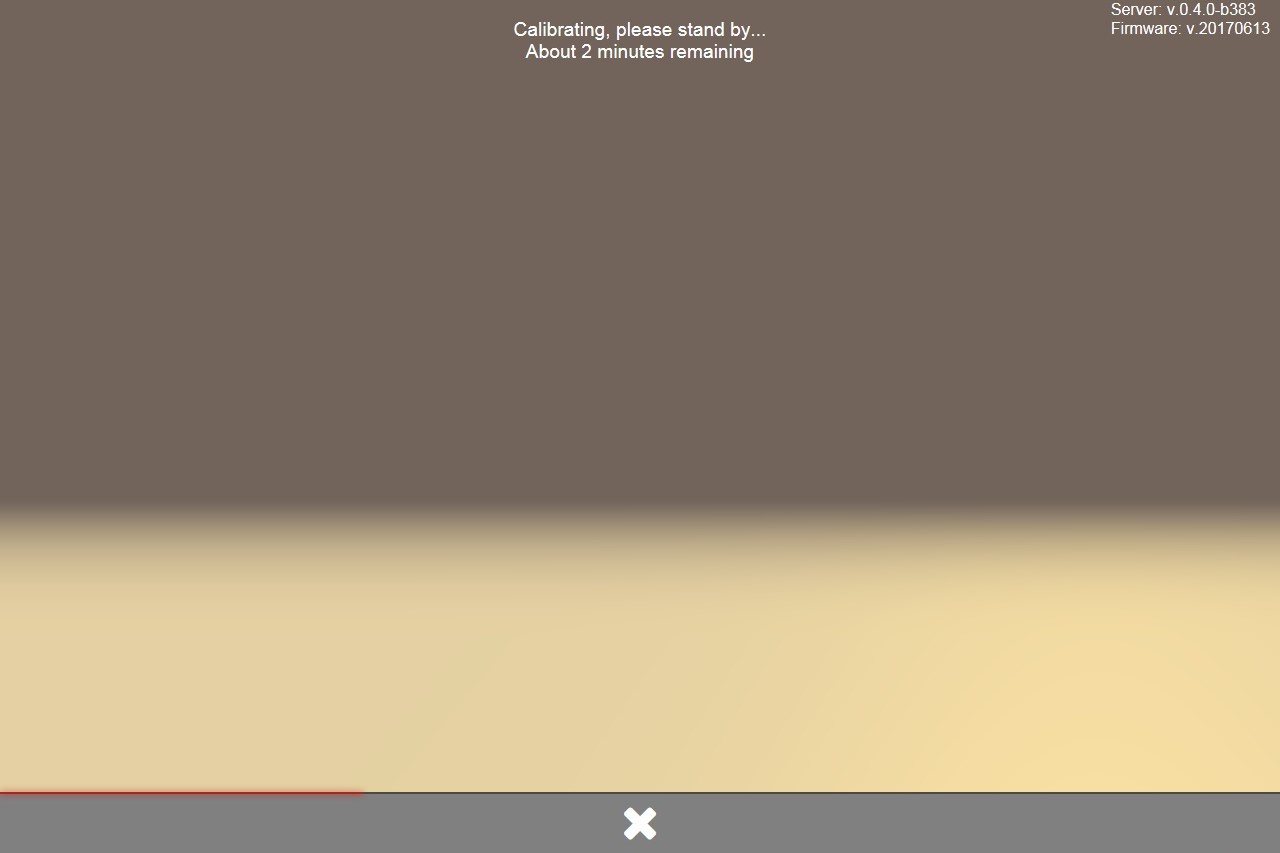 Calibrating, please stand by...
About 2 minutes remaining
Server: v.0.4.0-b383
Firmware: v.20170613